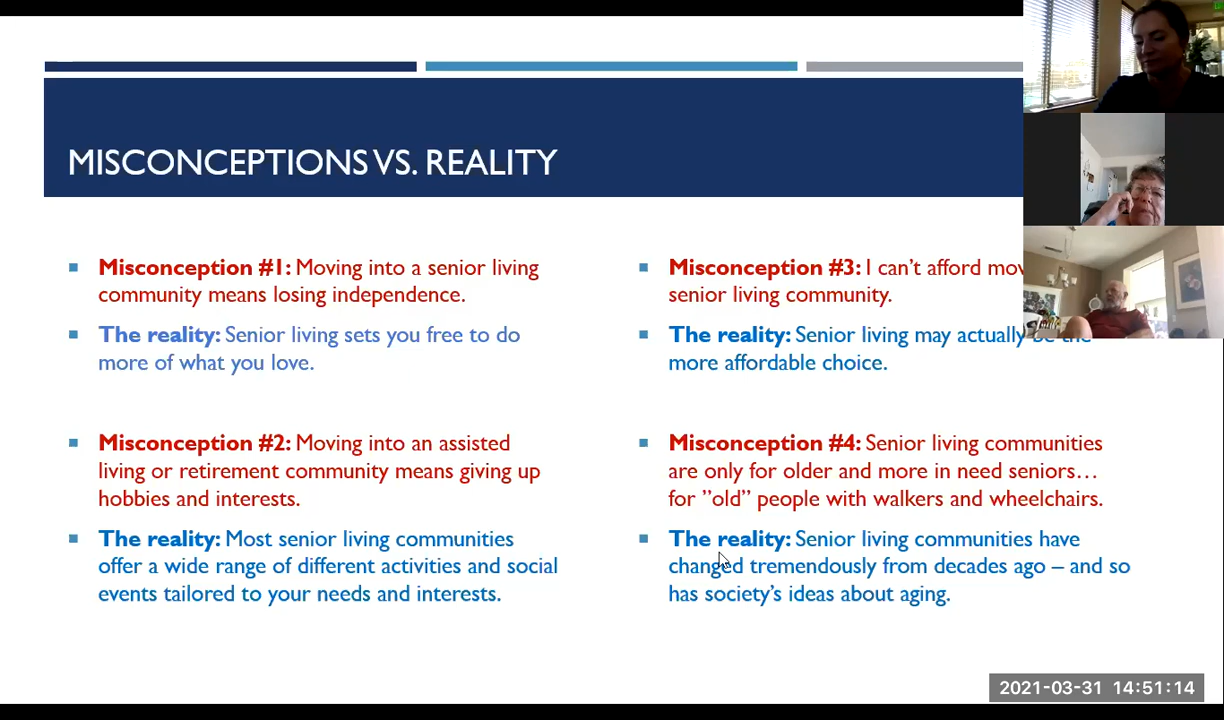 MISCONCEPTIONS VS. REALITY
Misconception #1: Moving into a senior living
community means losing independence.
The reality: Senior living sets you free to do
more of what you love.
Misconception #2: Moving into an assisted
living or retirement community means giving up
hobbies and interests.
The reality: Most senior living communities
offer a wide range of different activities and social
events tailored to your needs and interests.
Misconception #3: I can’t afford
senior living community.
The reality: Senior living may actually be the
more affordable choice.
Misconception #4: Senior living communities
are only for older and more in need seniors…
for ”old” people with walkers and wheelchairs.
The reality: Senior living communities have
changed tremendously from decades ago – and so
has society’s ideas about aging.
2021-03-31 14:51:14